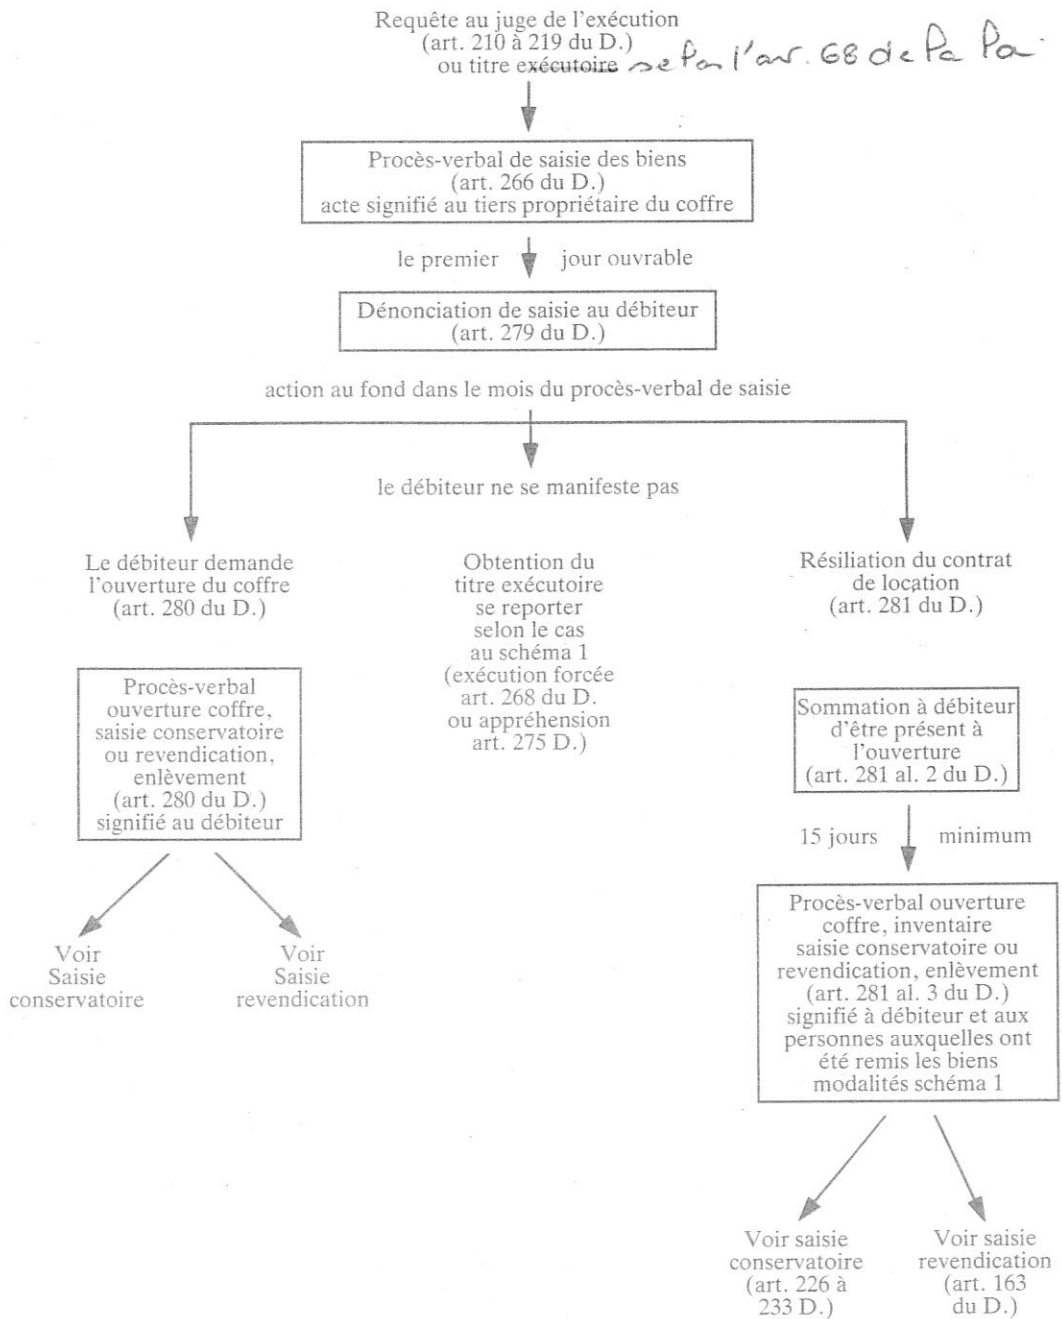 Requête au juge de l'exécution
(art. 210 à 219 du D.)
ou titre exécutoire selon l'art. 68 de la loi
Procès-verbal de saisie des biens
(art. 266 du D.)
acte signifié au tiers propriétaire du coffre
le premier jour ouvrable
Dénonciation de saisie au débiteur
(art. 279 du D.)
action au fond dans le mois du procès-verbal de saisie
le débiteur ne se manifeste pas
Le débiteur demande
l'ouverture du coffre
(art. 280 du D.)
Procès-verbal
ouverture coffre,
saisie conservatoire
ou revendication,
enlèvement
(art. 280 du D.)
signifié au débiteur
Voir
Saisie
conservatoire
Voir
Saisie
revendication
Obtention du
titre exécutoire
se reporter
selon le cas
au schéma 1
(exécution forcée
art. 268 du D.
ou appréhension
art. 275 D.)
Résiliation du contrat
de location
(art. 281 du D.)
Sommation à débiteur
d'être présent à
l'ouverture
(art. 281 al. 2 du D.)
15 jours minimum
Procès-verbal ouverture
coffre, inventaire
saisie conservatoire ou
revendication, enlèvement
(art. 281 al. 3 du D.)
signifié à débiteur et aux
personnes auxquelles ont
été remis les biens
modalités schéma 1
Voir saisie
conservatoire
(art. 226 à
233 D.)
Voir saisie
revendication
(art. 163
du D.)